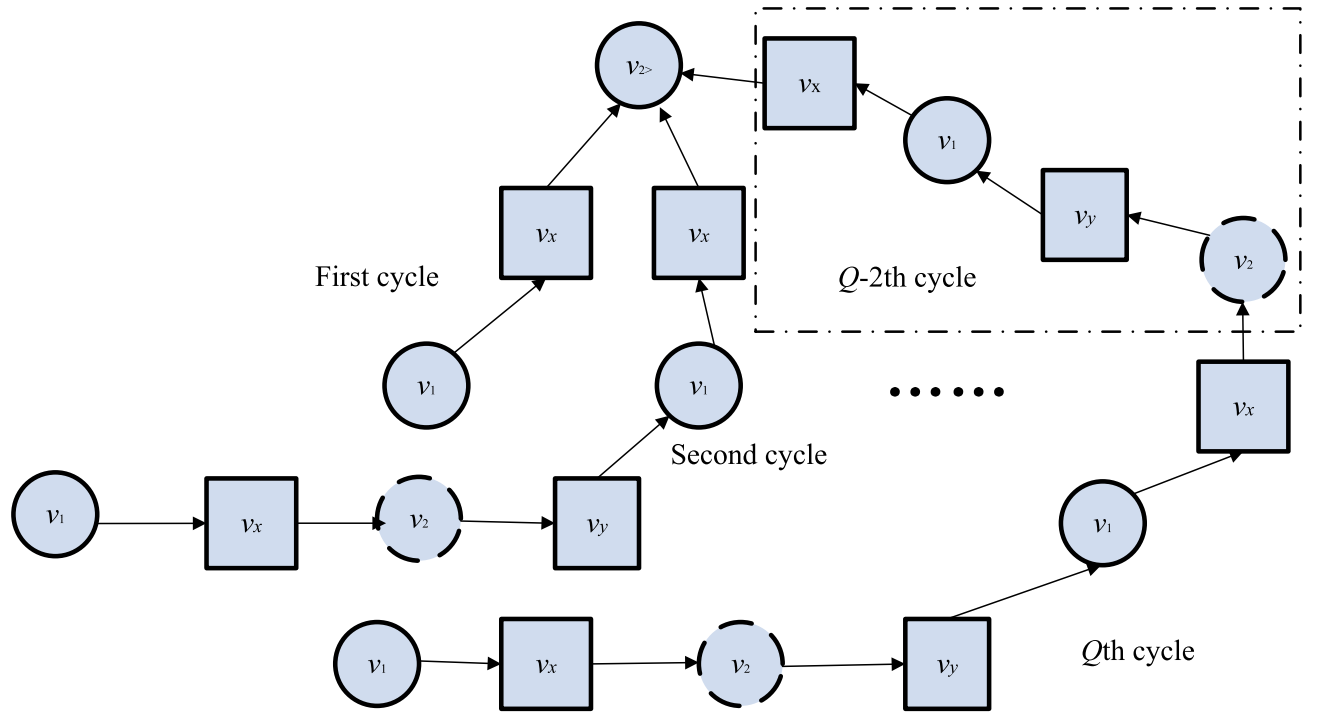 v2>
vx
v1
vx
vx
vy
v2
First cycle
Q-2th cycle
v1
v1
......
vx
Second cycle
v1
vx
v2
vy
v1
v1
vx
v2
vy
Qth cycle